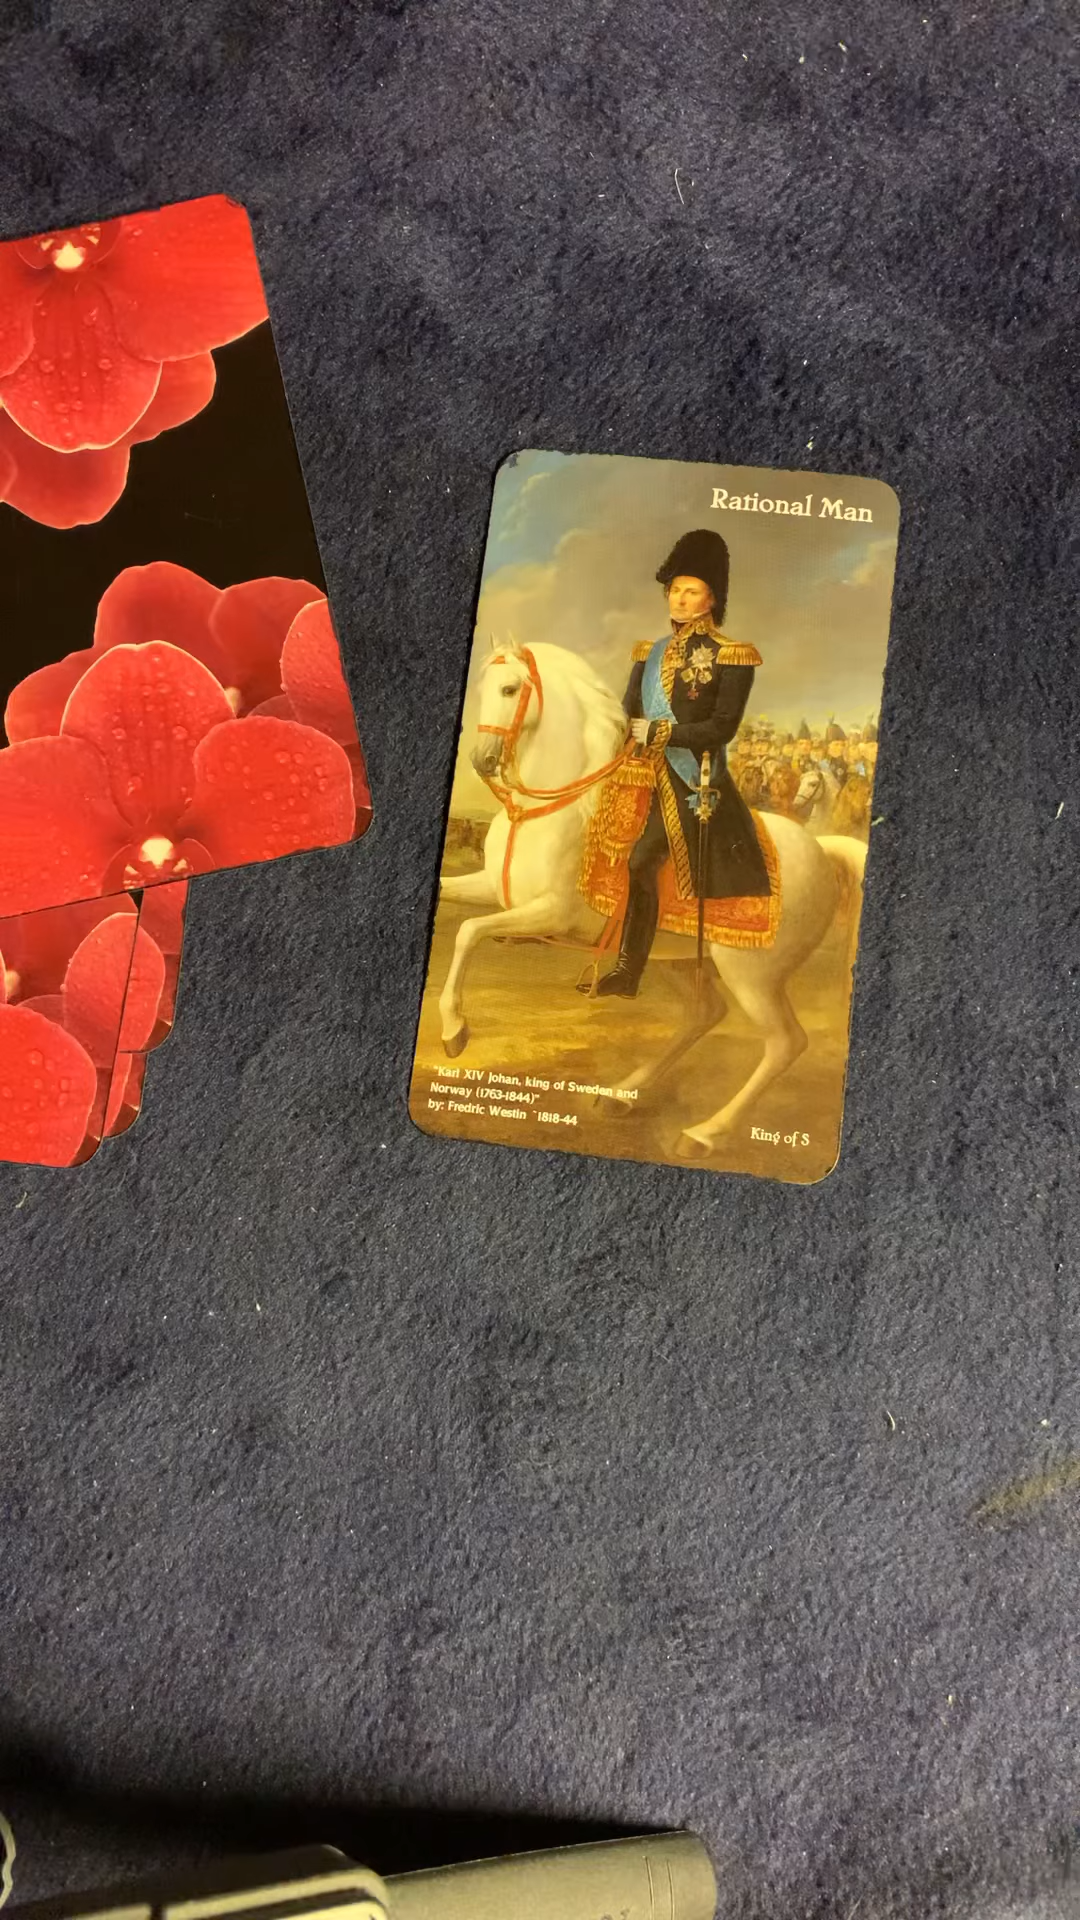 Rational Man
"Karl XIV Johan, king of Sweden and
Norway (1763-1844)"
by: Fredric Westin ~1818-44
King of S